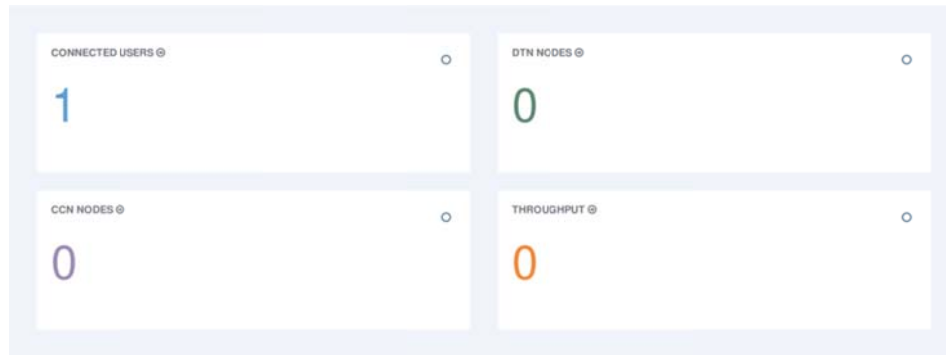 CONNECTED USERS
1
DTN NODES
0
CCN NODES
0
THROUGHPUT
0